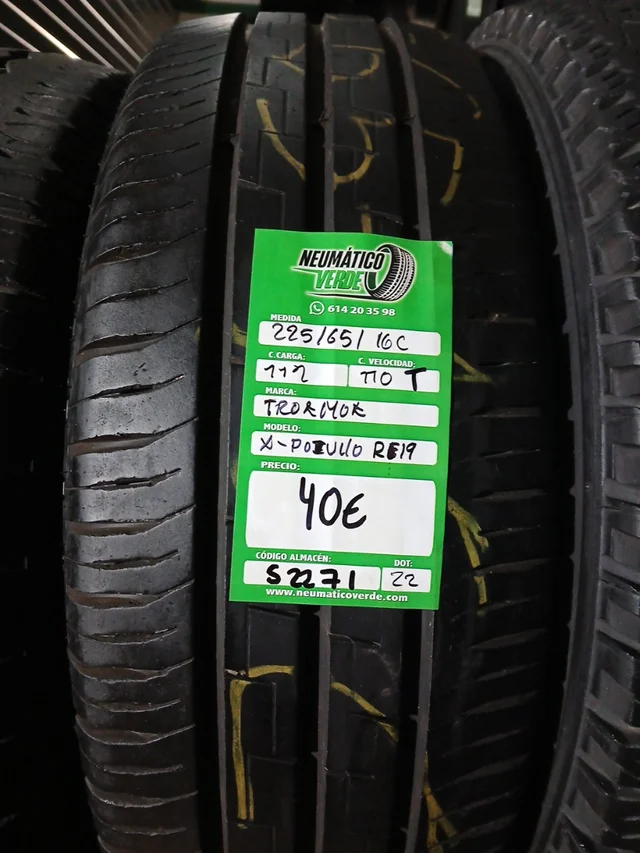 NEUMÁTICO
VERDE
614 20 35 98
MEDIDA
225/65/ 16C
C.CARGA: C. VELOCIDAD:
112 110 T
MARCA:
MODELO:
RF19
PRECIO:
40€
CÓDIGO ALMACÉN: DOT:
S2271 22
www.neumaticoverde.com